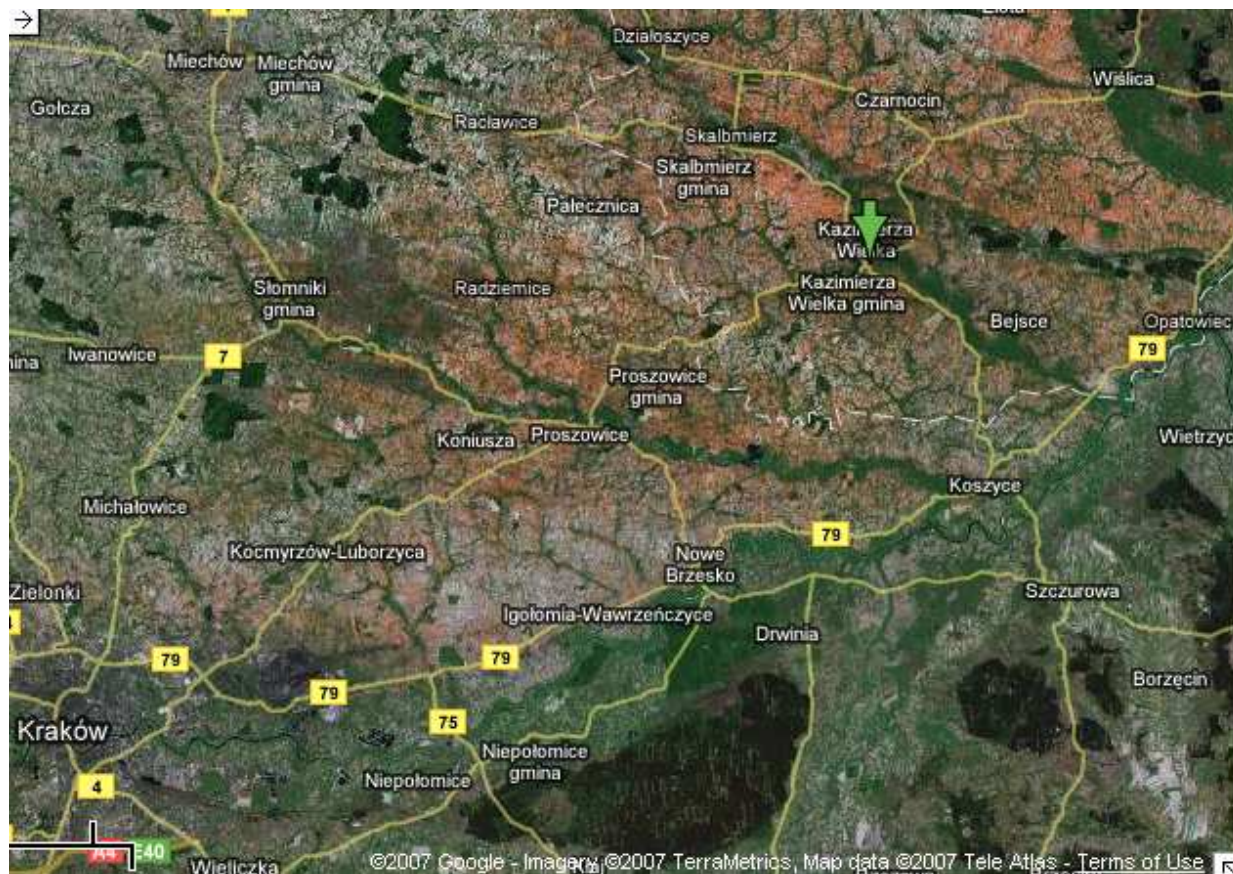 Działoszyce
Miechów
Miechów
gmina
Wiślica
Gołcza
Czarnocin
Racławice
Skalbmierz
Skalbmierz
gmina
Pałecznica
Kazimierza
Wielka
Słomniki
gmina
Radziemice
Kazimierza
Wielka gmina
Bejsce
Opatowiec
Iwanowice
7
79
Proszowice
gmina
Koniusza
Proszowice
Koszyce
Michałowice
79
Kocmyrzów-Luborzyca
Nowe
Brzesko
Zielonki
Szczurowa
Igołomia-Wawrzeńczyce
Drwinia
79
79
79
Borzęcin
75
Kraków
Niepołomice
gmina
Niepołomice
4
A4 E40
Wieliczka
©2007 Google - Imagery ©2007 TerraMetrics, Map data ©2007 Tele Atlas - Terms of Use